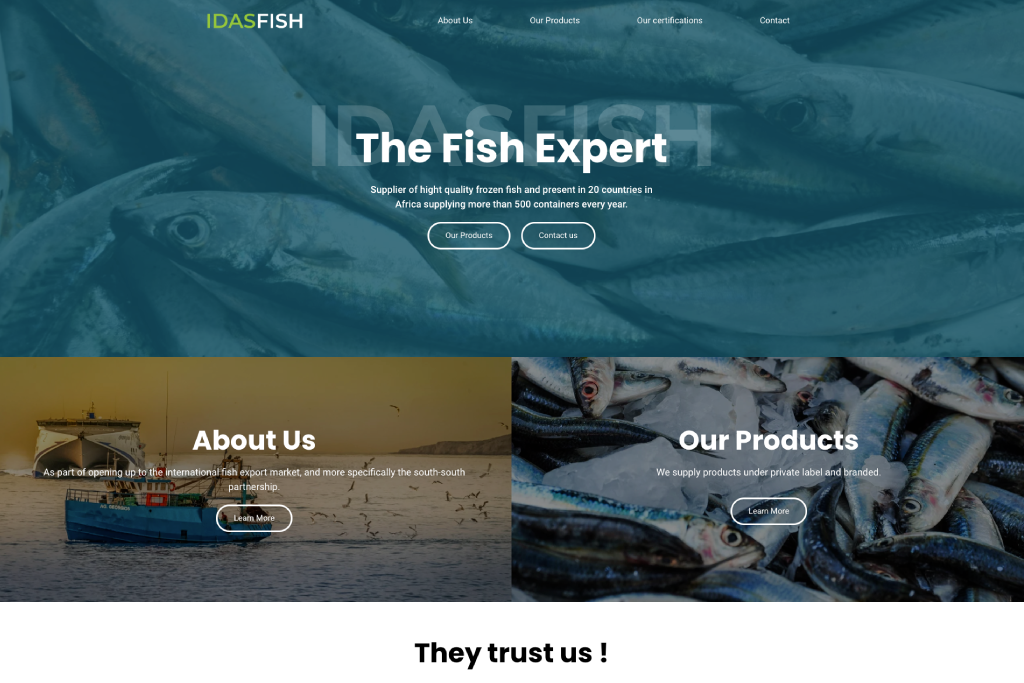 IDASFISH
About Us
Our Products
Our certifications
Contact
IDASFISH
The Fish Expert
Supplier of hight quality frozen fish and present in 20 countries in
Africa supplying more than 500 containers every year.
Our Products
Contact us
About Us
As part of opening up to the international fish export market, and more specifically the south-south
partnership.
Learn More
Our Products
We supply products under private label and branded.
Learn More
They trust us !